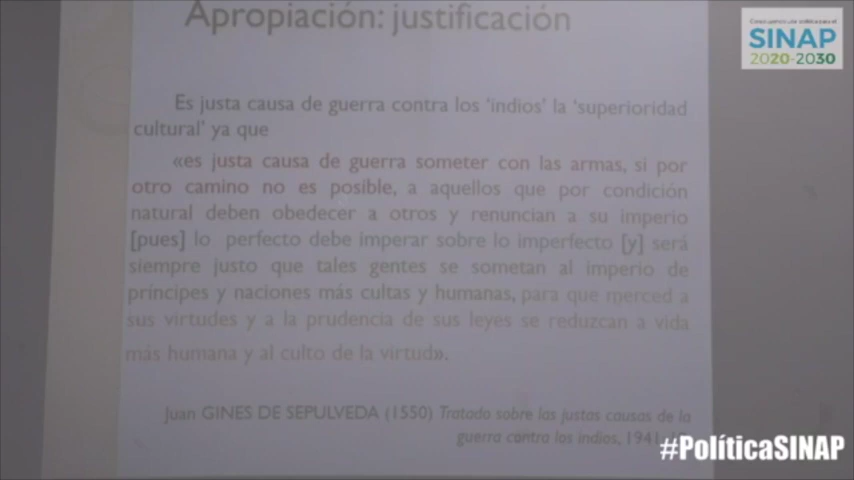 Apropiación: justificación
SINAP
2020-2030
Es justa causa de guerra contra los 'indios' la 'superioridad
cultural' ya que
«es justa causa de guerra someter con las armas, si por
otro camino no es posible, a aquellos que por condición
natural deben obedecer a otros y renuncian a su imperio
[pues] lo perfecto debe imperar sobre lo imperfecto [y] será
siempre justo que tales gentes se sometan al imperio de
príncipes y naciones más cultas y humanas, para que merced a
sus virtudes y a la prudencia de sus leyes se reduzcan a vida
más humana y al culto de la virtud».
Juan GINES DE SEPULVEDA (1550) Tratado sobre las justas causas de la
guerra contra los indios, 1941,
#PolíticaSINAP